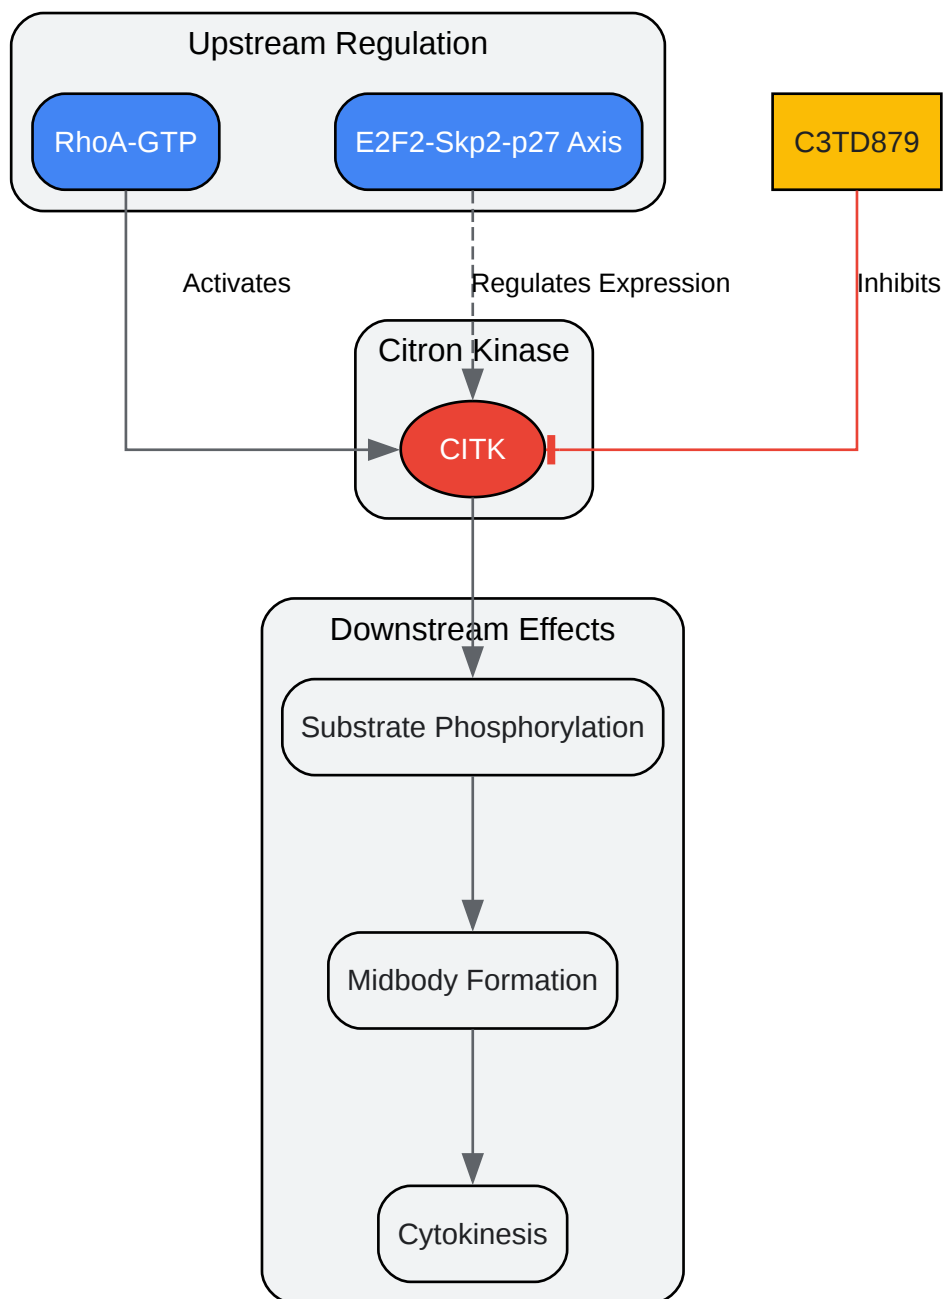 Upstream Regulation
RhoA-GTP
E2F2-Skp2-p27 Axis
C3TD879
Activates
Regulates Expression
Inhibits
Citron Kinase
CITK
Downstream Effects
Substrate Phosphorylation
Midbody Formation
Cytokinesis